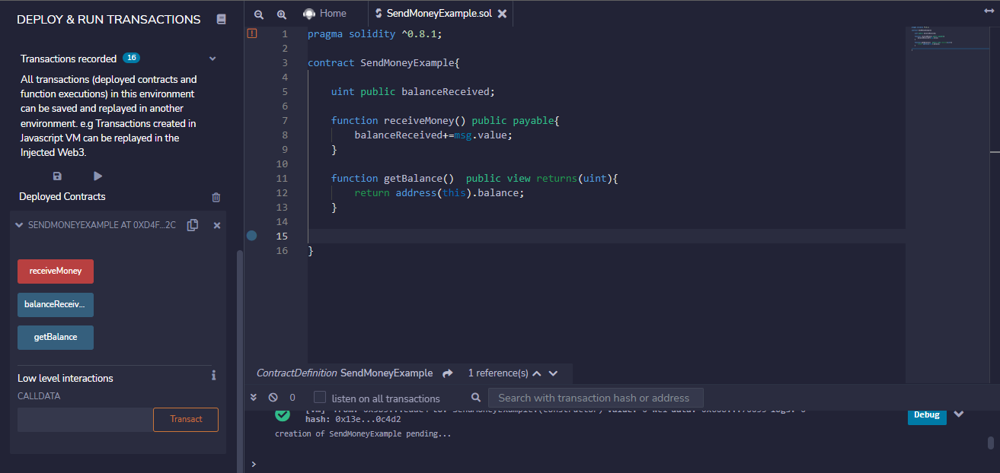 DEPLOY & RUN TRANSACTIONS
Transactions recorded 16
All transactions (deployed contracts and
function executions) in this environment
can be saved and replayed in another
environment. e.g Transactions created in
Javascript VM can be replayed in the
Injected Web3.
Deployed Contracts
SENDMONEYEXAMPLE AT 0XD4F...2C
receiveMoney
balanceReceiv...
getBalance
Low level interactions
i
CALLDATA
Transact
Home
SendMoneyExample.sol
1 pragma solidity ^0.8.1;
2
3 contract SendMoneyExample{
4
5 uint public balanceReceived;
6
7 function receiveMoney() public payable{
8 balanceReceived+=msg.value;
9 }
10
11 function getBalance()  public view returns(uint){
12 return address(this).balance;
13 }
14
15
16 }
ContractDefinition SendMoneyExample 1 reference(s)
0 listen on all transactions Search with transaction hash or address
hash: 0x13e...0c4d2
Debug
creation of SendMoneyExample pending...
>